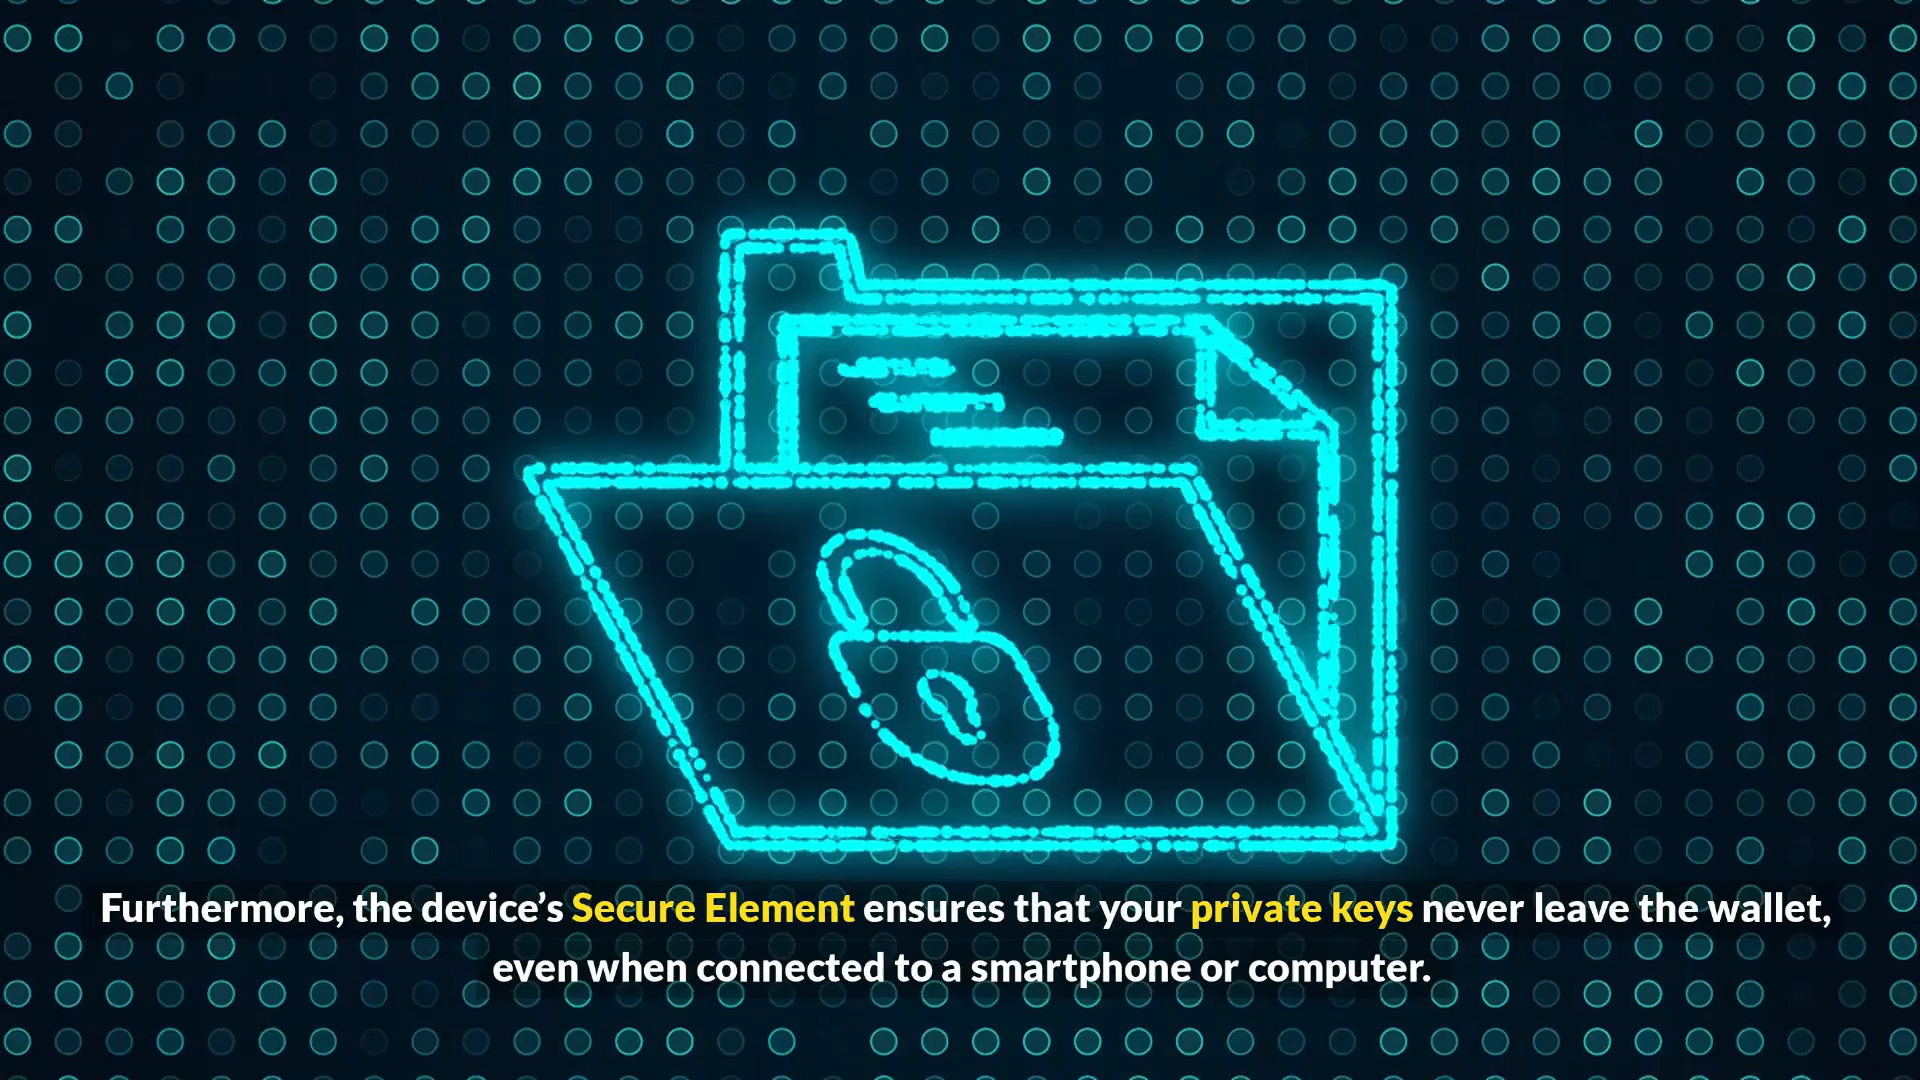 Furthermore, the device’s Secure Element ensures that your private keys never leave the wallet,
even when connected to a smartphone or computer.